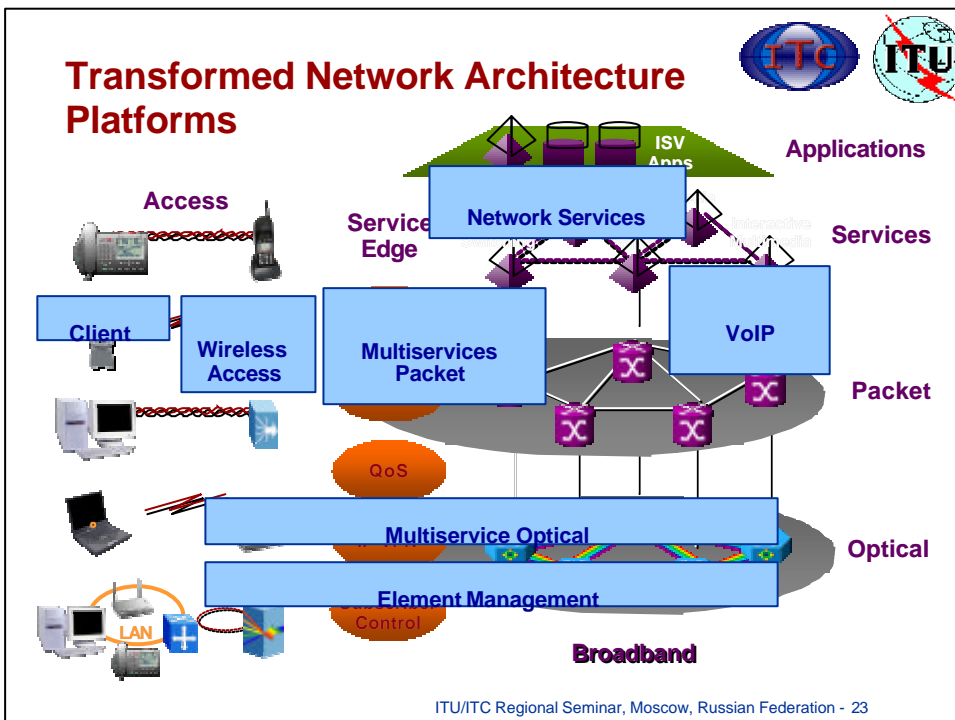 Transformed Network Architecture
Platforms
ITC
ITU
ISV
Apps
Applications
Access
Service
Edge
Network Services
Interactive
Multimedia
Services
Client
Wireless
Access
Multiservices
Packet
VoIP
Packet
QoS
Multiservice Optical
Optical
Element Management
LAN
Control
Broadband
ITU/ITC Regional Seminar, Moscow, Russian Federation - 23